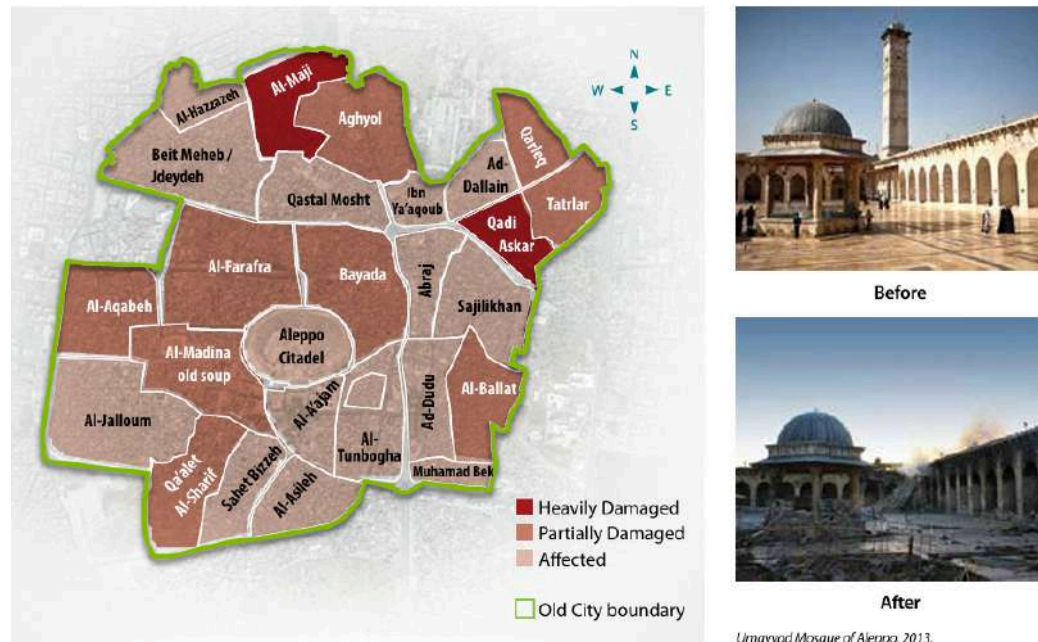 Al-Hazzazeh
Al-Maji
Aghyol
Beit Meheb /
Jdeydeh
Qastal Mosht
Ibn
Ya'aqoub
Ad-
Dallain
Qarleq
Tatrlar
Qadi
Askar
Al-Farafra
Bayada
Abraj
Sajilikhan
Al-Aqabeh
Al-Madina
old soup
Aleppo
Citadel
Al-Jalloum
Qa'alet
Al-Sharif
Sahet Bizzeh
Al-A'ajam
Al-Asileh
Al-
Tunbogha
Ad-Dudu
Al-Ballat
Muhamad Bek
N
W
E
S
Heavily Damaged
Partially Damaged
Affected
Old City boundary
Before
After
Umayyad Mosque of Aleppo, 2013.